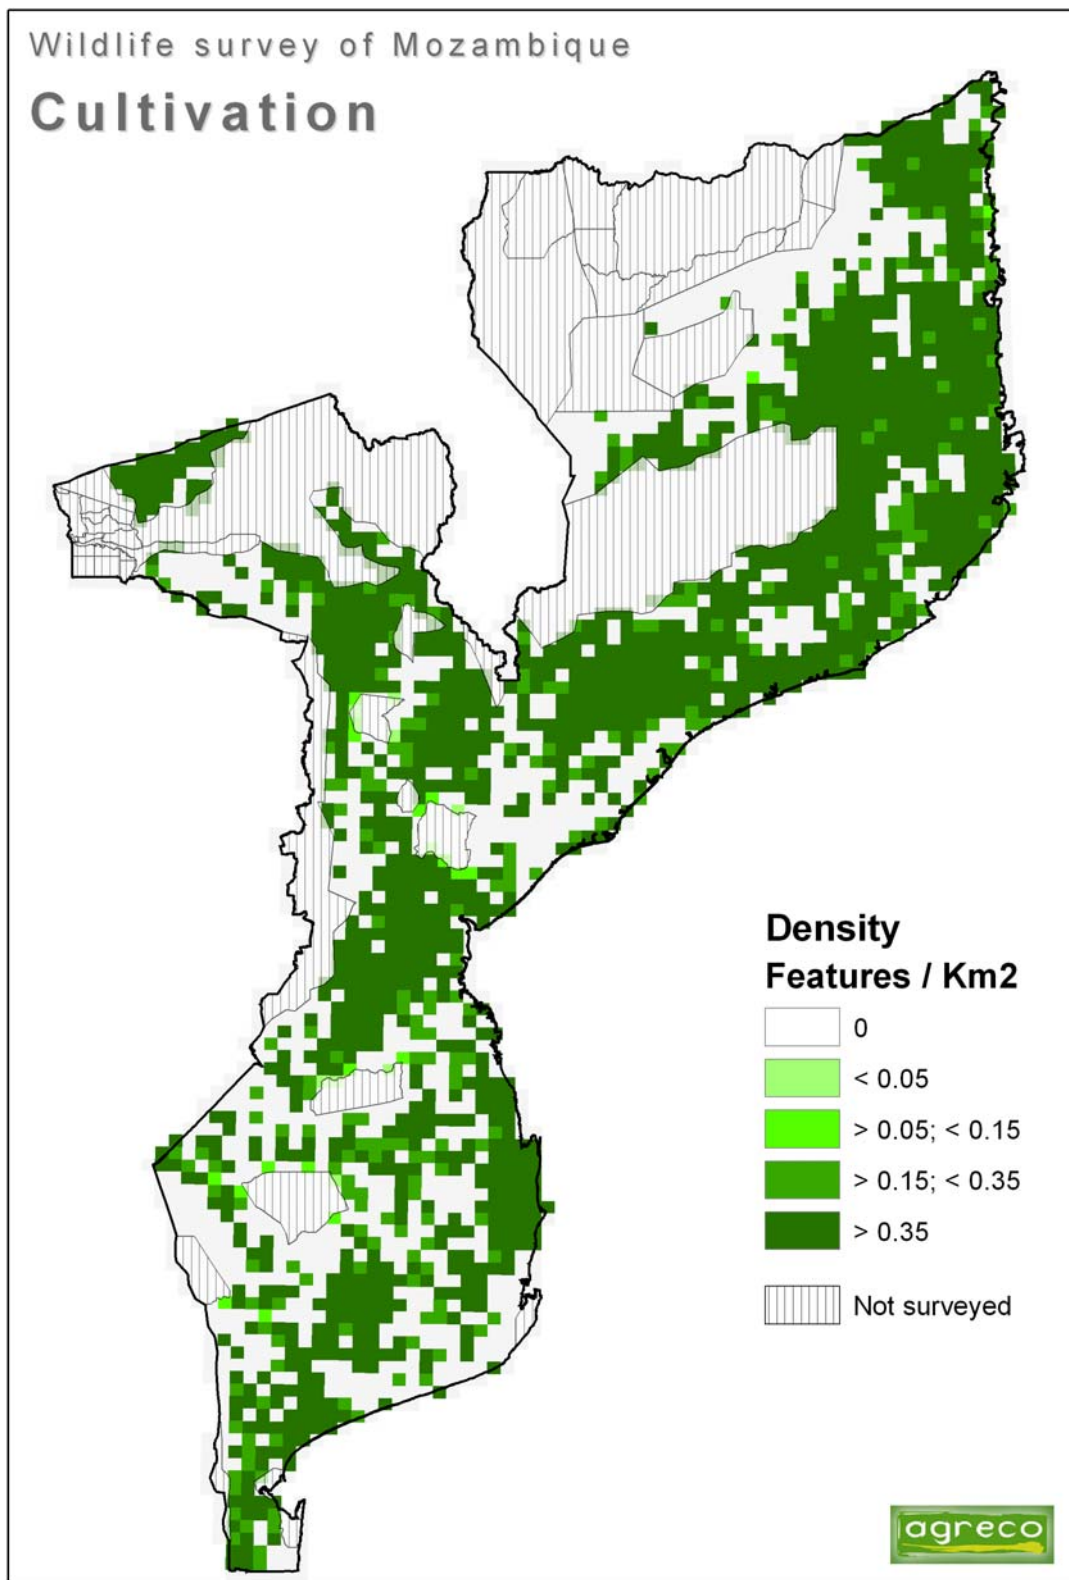 Wildlife survey of Mozambique
Cultivation
Density
Features / Km2
0
< 0.05
> 0.05; < 0.15
> 0.15; < 0.35
> 0.35
Not surveyed
agreco